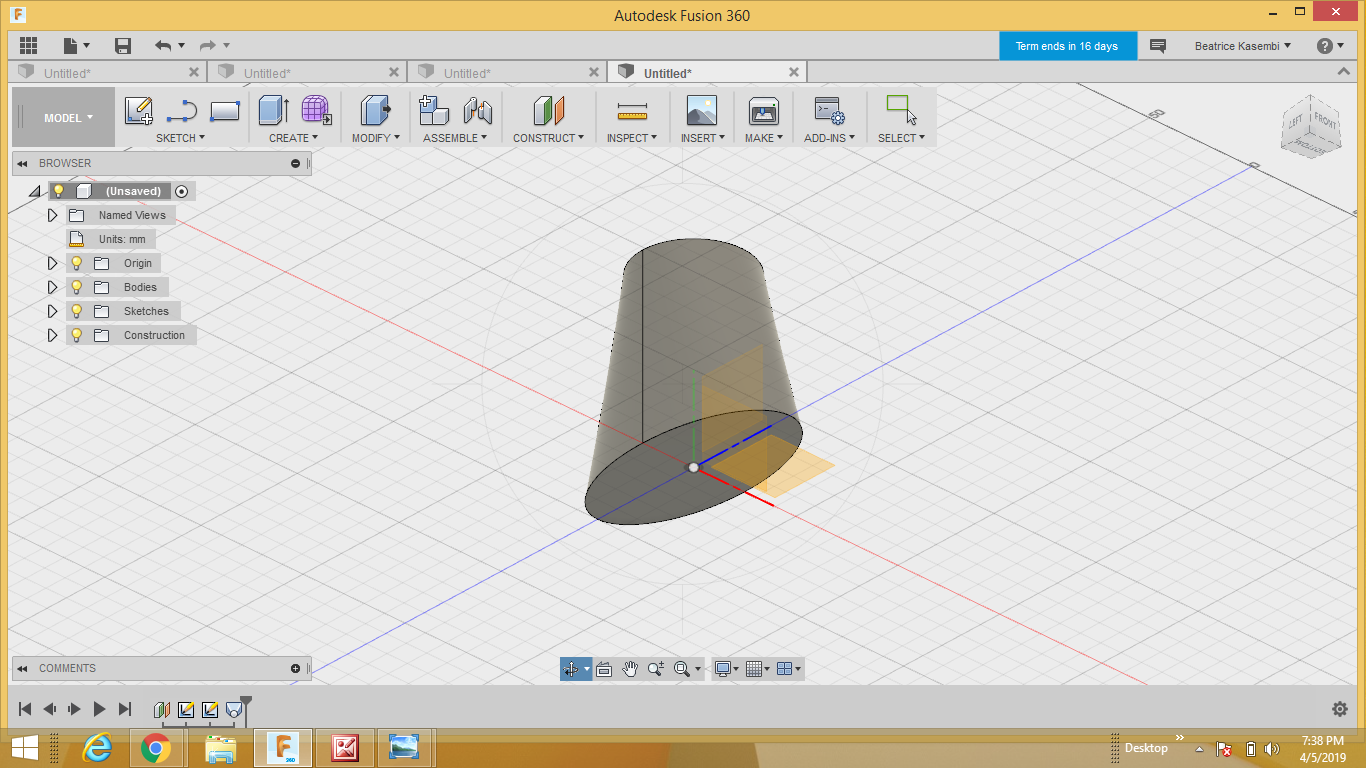 Autodesk Fusion 360
Term ends in 16 days
Beatrice Kasembi
Untitled*
Untitled*
Untitled*
Untitled*
MODEL
SKETCH
CREATE
MODIFY
ASSEMBLE
CONSTRUCT
INSPECT
INSERT
MAKE
ADD-INS
SELECT
LEFT
FRONT
BOTTOM
BROWSER
(Unsaved)
Named Views
Units: mm
Origin
Bodies
Sketches
Construction
COMMENTS
F
360
Desktop
7:38 PM
4/5/2019